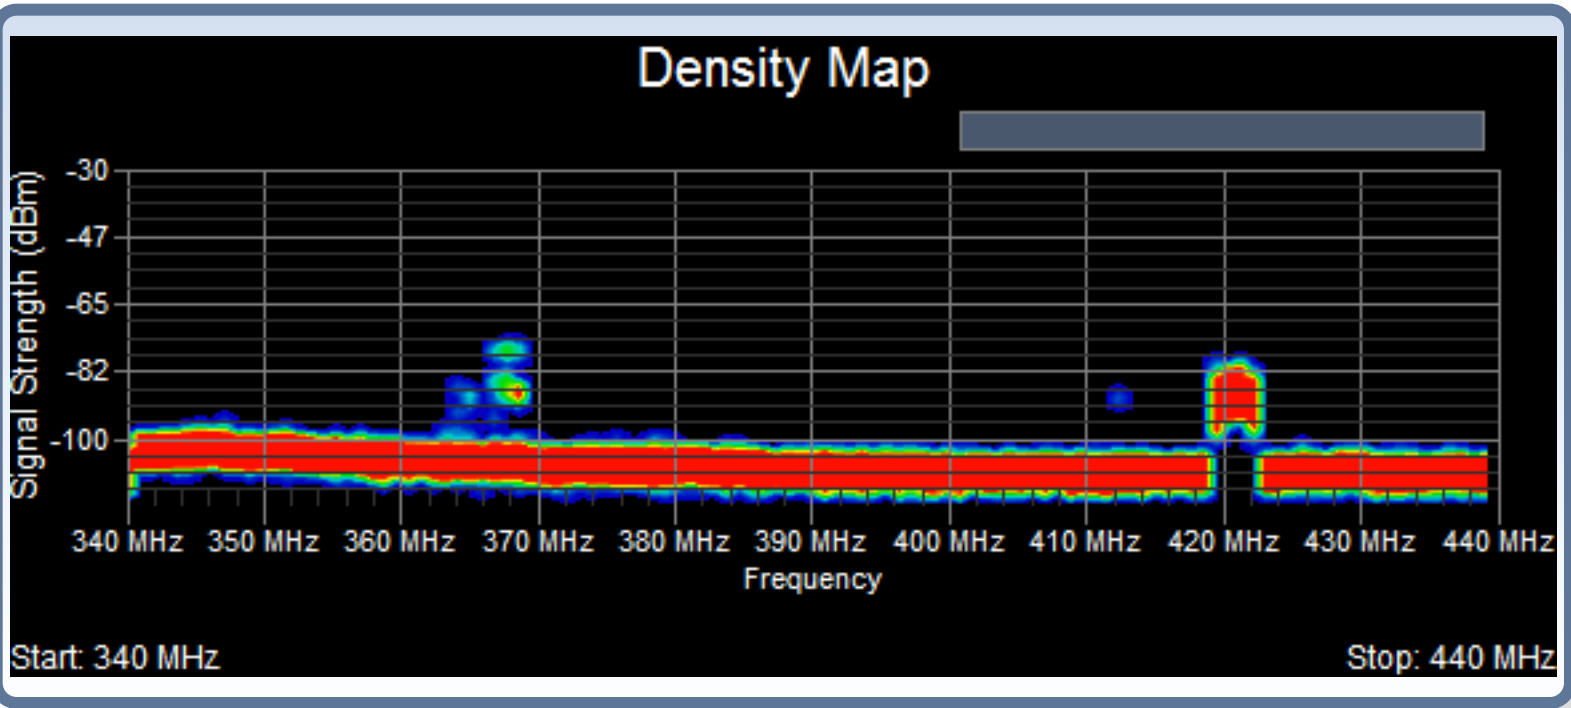 Density Map
Signal Strength (dBm)
-30
-47
-65
-82
-100
340 MHz 350 MHz 360 MHz 370 MHz 380 MHz 390 MHz 400 MHz 410 MHz 420 MHz 430 MHz 440 MHz
Frequency
Start: 340 MHz
Stop: 440 MHz